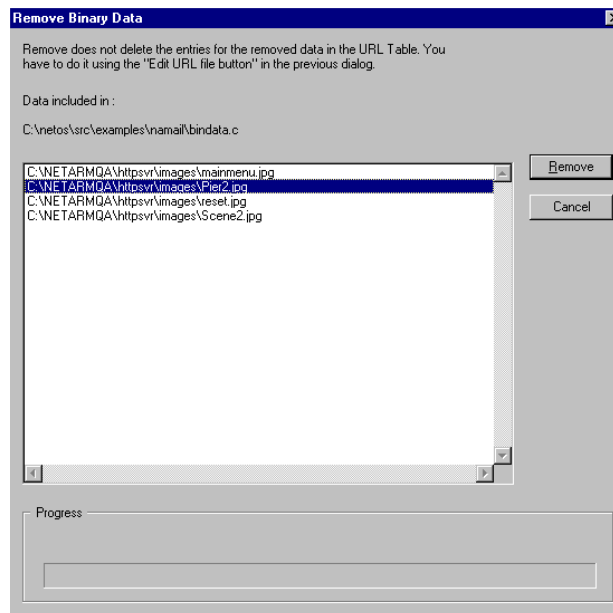 Remove Binary Data
Remove does not delete the entries for the removed data in the URL Table. You
have to do it using the "Edit URL file button" in the previous dialog.
Data included in :
C:\netos\src\examples\namail\bindata.c
C:\NETARMQA\httpsvr\images\mainmenu.jpg
C:\NETARMQA\httpsvr\images\Pier2.jpg
C:\NETARMQA\httpsvr\images\reset.jpg
C:\NETARMQA\httpsvr\images\Scene2.jpg
Remove
Cancel
Progress